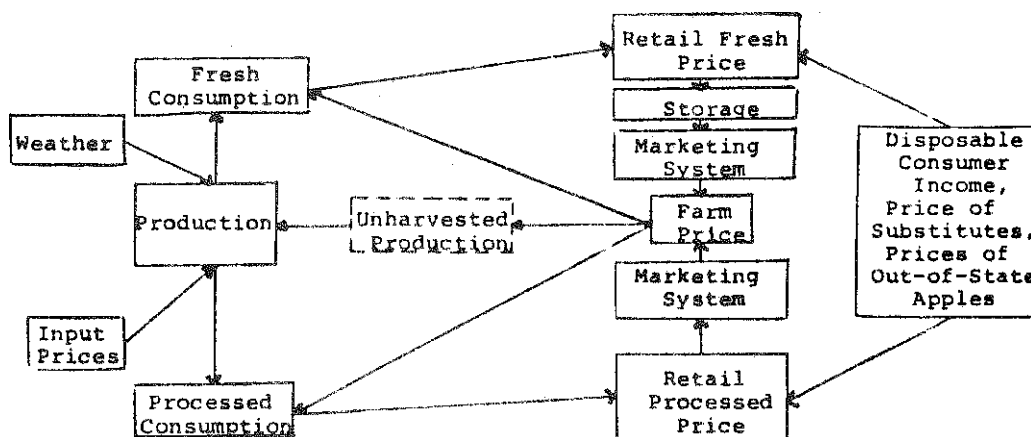 Retail Fresh
Price
Fresh
Consumption
Storage
Weather
Marketing
System
Disposable
Consumer
Income,
Price of
Substitutes,
Prices of
Out-of-State
Apples
Production
Unharvested
Production
Farm
Price
Marketing
System
Input
Prices
Processed
Consumption
Retail
Processed
Price